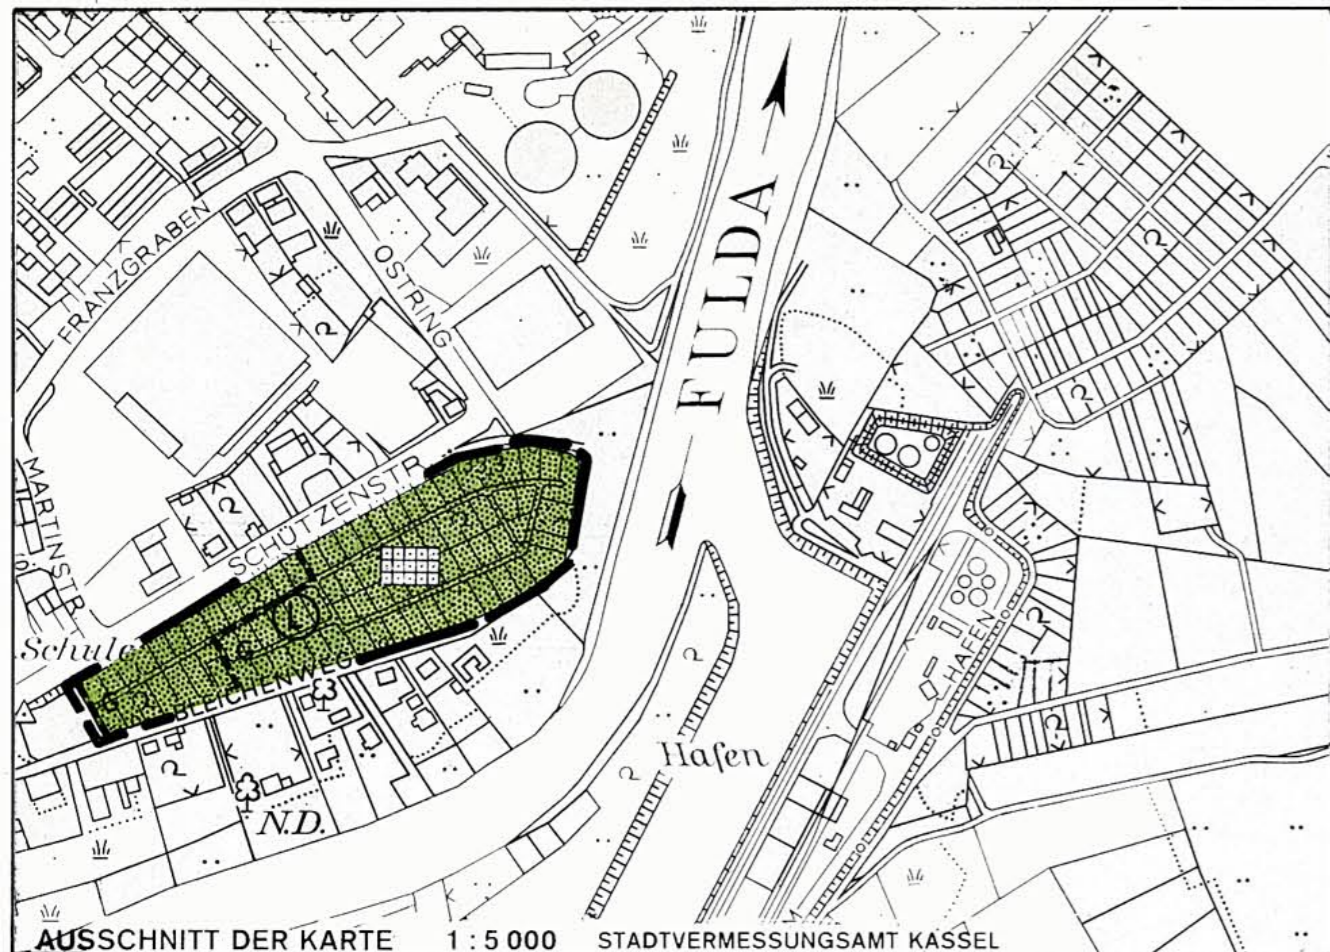 FRANZGRABEN
OSTRING
FULDA
MARTINSTR
SCHÜTZENSTR
L
G
Schule
G
BLEICHENWEG
HAFEN
Hafen
N.D.
AUSSCHNITT DER KARTE 1:5000 STADTVERMESSUNGSAMT KASSEL